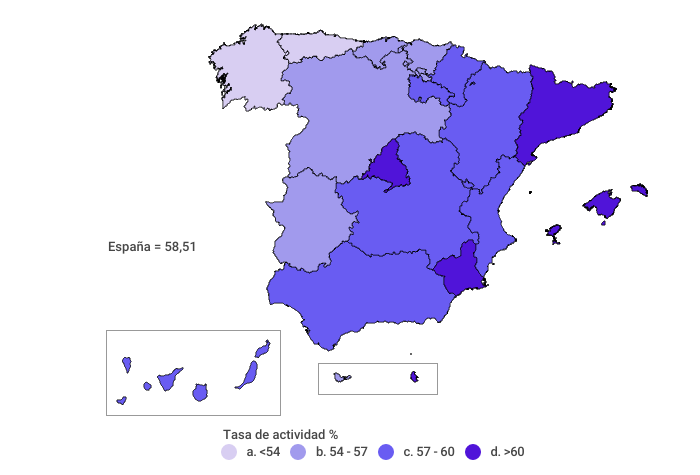 España = 58,51
Tasa de actividad %
a. <54 b. 54 - 57 c. 57 - 60 d. >60